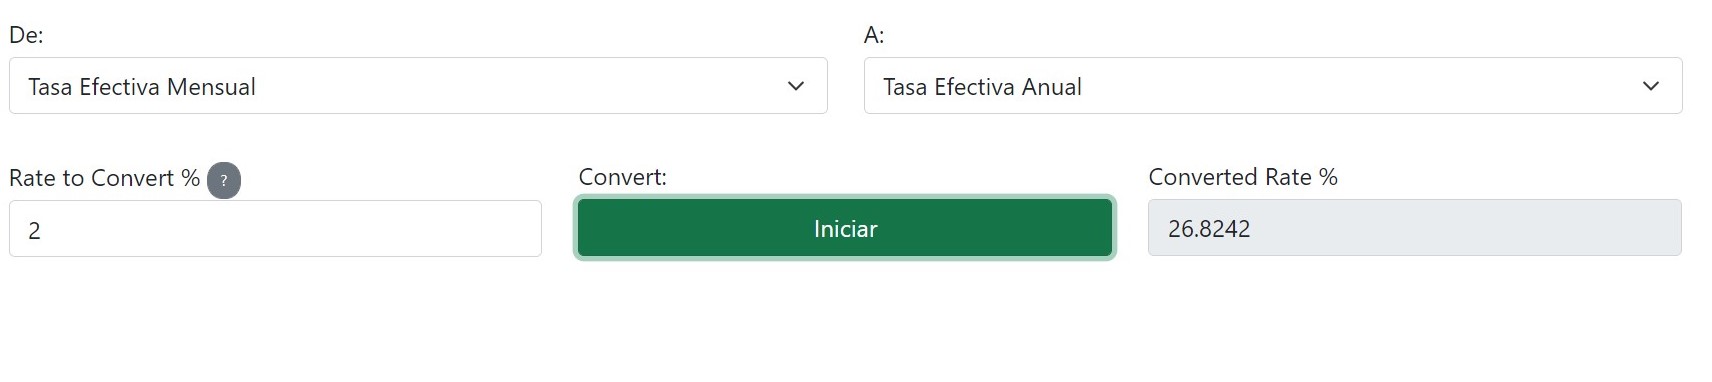 De:
A:
Tasa Efectiva Mensual
Tasa Efectiva Anual
Rate to Convert % ?
Convert:
Converted Rate %
2
Iniciar
26.8242